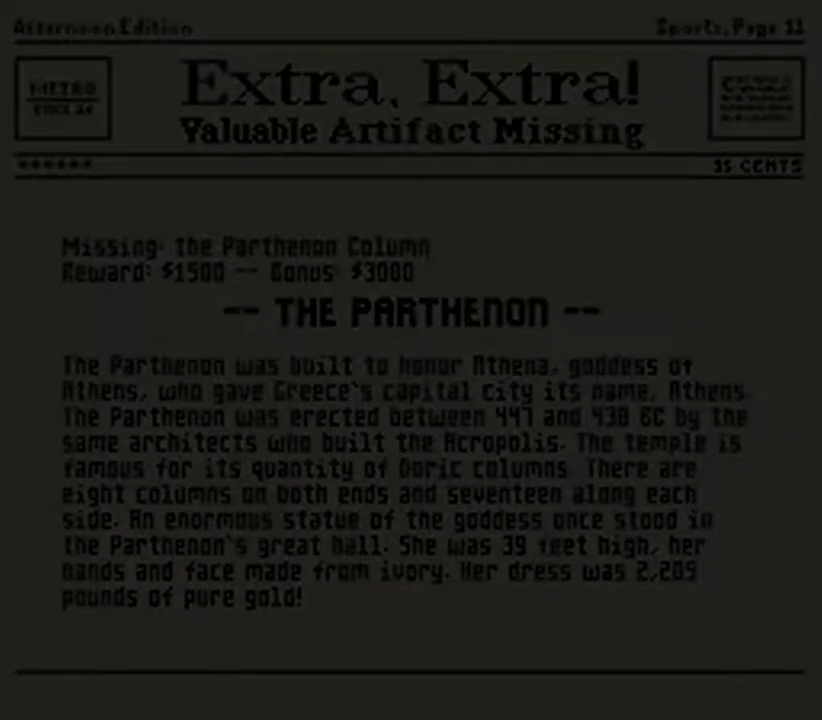 Afternoon Edition
Sports, Page 11
METRO
Extra, Extra!
Valuable Artifact Missing
35 CENTS
Missing: the Parthenon Column
Reward: $1500 -- Bonus: $3000
-- THE PARTHENON --
The Parthenon was built to honor Athena, goddess of
Athens, who gave Greece's capital city its name, Athens.
The Parthenon was erected between 447 and 438 BC by the
same architects who built the Acropolis. The temple is
famous for its quantity of Doric columns. There are
eight columns on both ends and seventeen along each
side. An enormous statue of the goddess once stood in
the Parthenon's great hall. She was 39 feet high, her
hands and face made from ivory. Her dress was 2,205
pounds of pure gold!